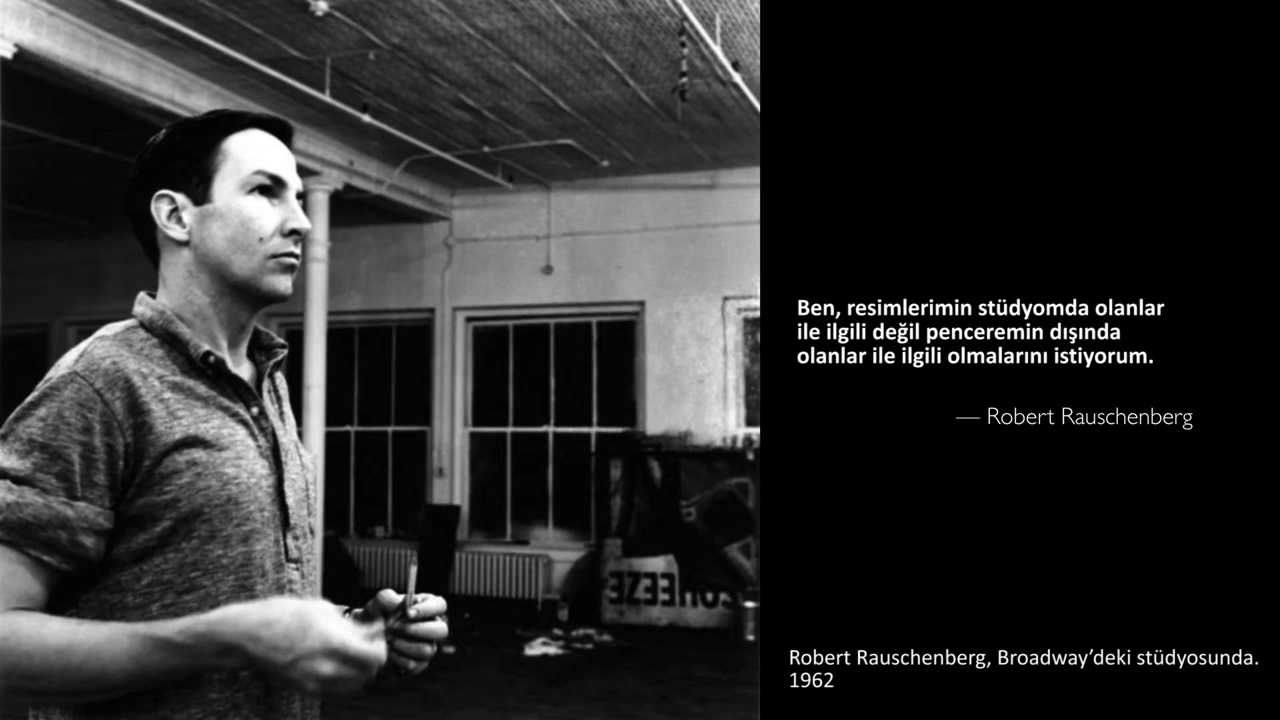 Ben, resimlerimin stüdyomda olanlar
ile ilgili değil penceremin dışında
olanlar ile ilgili olmalarını istiyorum.
— Robert Rauschenberg
Robert Rauschenberg, Broadway’deki stüdyosunda.
1962